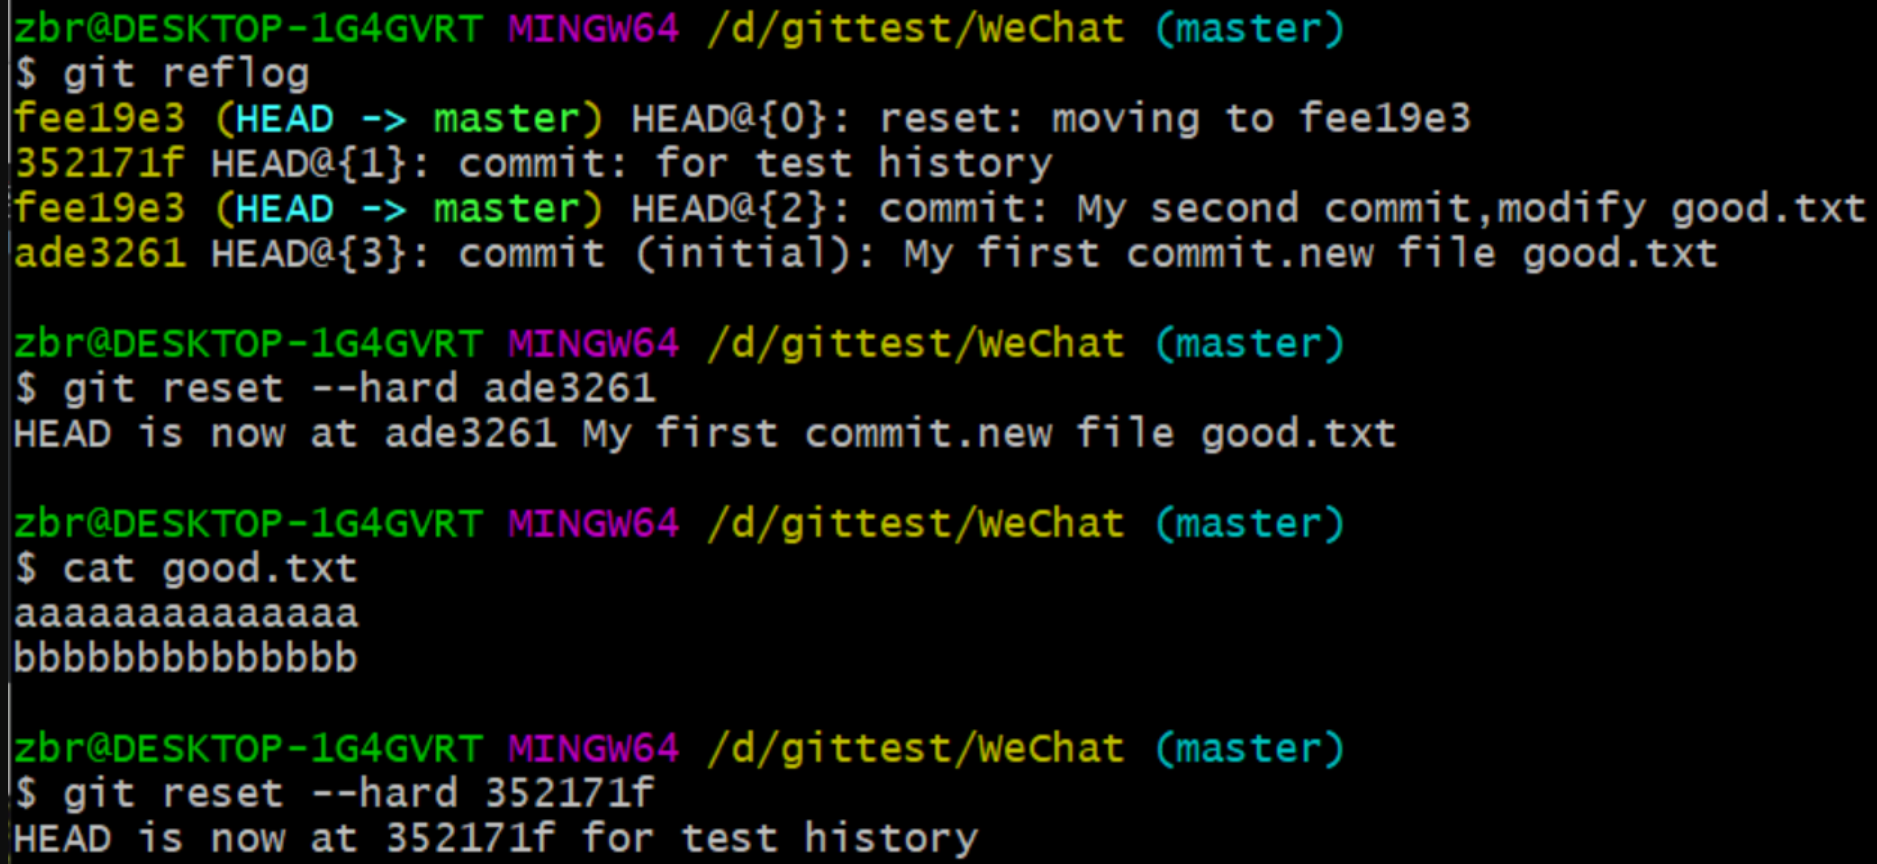 zbr@DESKTOP-1G4GVRT MINGW64 /d/gittest/WeChat (master)
$ git reflog
fee19e3 (HEAD -> master) HEAD@{0}: reset: moving to fee19e3
352171f HEAD@{1}: commit: for test history
fee19e3 (HEAD -> master) HEAD@{2}: commit: My second commit,modify good.txt
ade3261 HEAD@{3}: commit (initial): My first commit.new file good.txt
zbr@DESKTOP-1G4GVRT MINGW64 /d/gittest/WeChat (master)
$ git reset --hard ade3261
HEAD is now at ade3261 My first commit.new file good.txt
zbr@DESKTOP-1G4GVRT MINGW64 /d/gittest/WeChat (master)
$ cat good.txt
aaaaaaaaaaaaaa
bbbbbbbbbbbbbb
zbr@DESKTOP-1G4GVRT MINGW64 /d/gittest/WeChat (master)
$ git reset --hard 352171f
HEAD is now at 352171f for test history